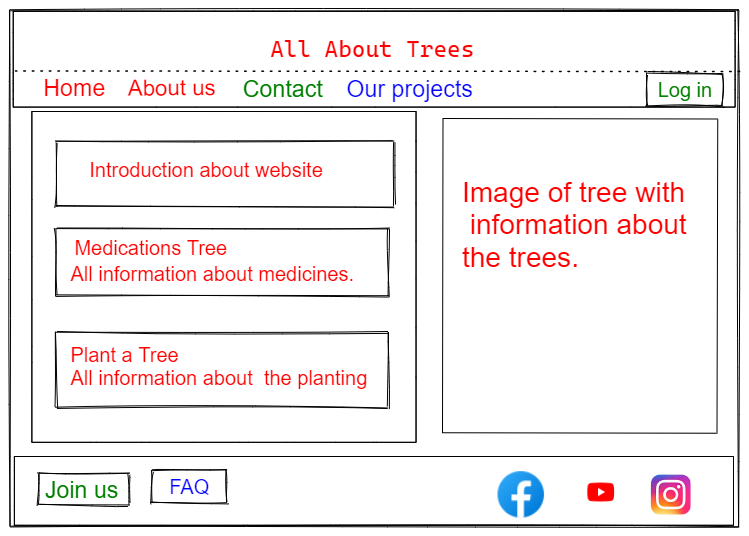 All About Trees
Home About us Contact Our projects Log in
Introduction about website
Medications Tree
All information about medicines.
Plant a Tree
All information about the planting
Image of tree with
information about
the trees.
Join us FAQ